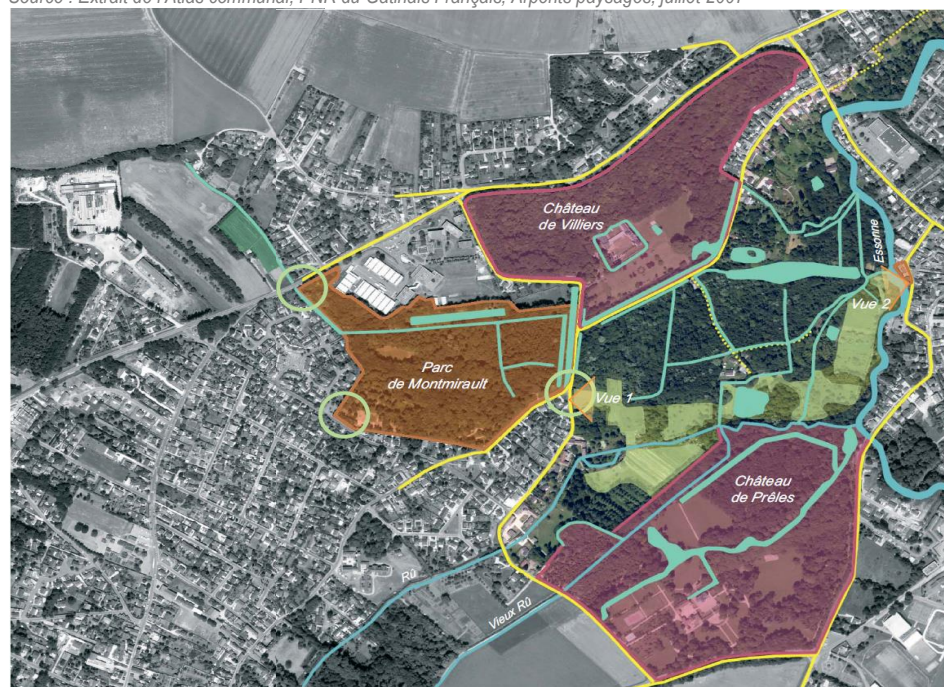 Source : Extrait de l'Atlas communal, PNR du Gâtinais Français, Arpents paysages, juillet 2007
Château
de Villiers
Essonne
Vue 2
Parc
de Montmirault
Vue 1
Château
de Prêles
Rû
Vieux Rû